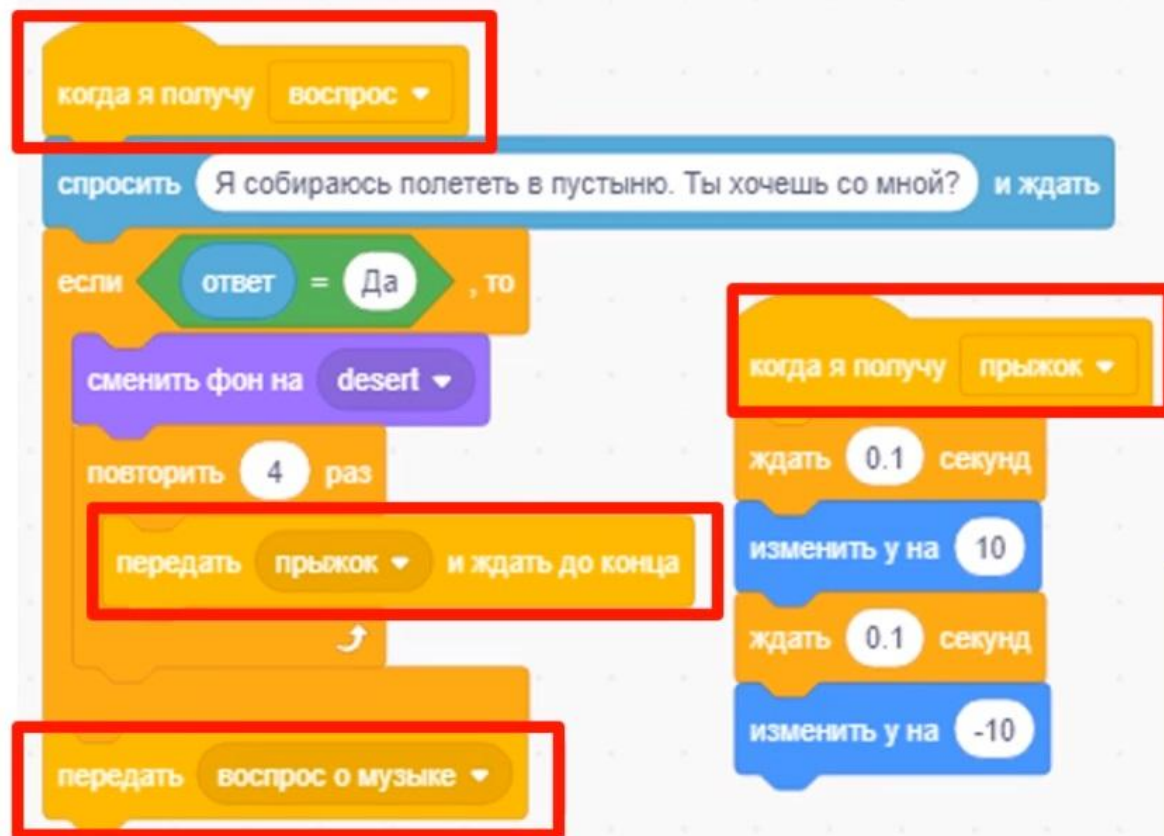 когда я получу воспрос
спросить Я собираюсь полететь в пустыню. Ты хочешь со мной? и ждать
если ответ = Да , то
сменить фон на desert
повторить 4 раз
передать прыжок и ждать до конца
передать воспрос о музыке
когда я получу прыжок
ждать 0.1 секунд
изменить y на 10
ждать 0.1 секунд
изменить y на -10